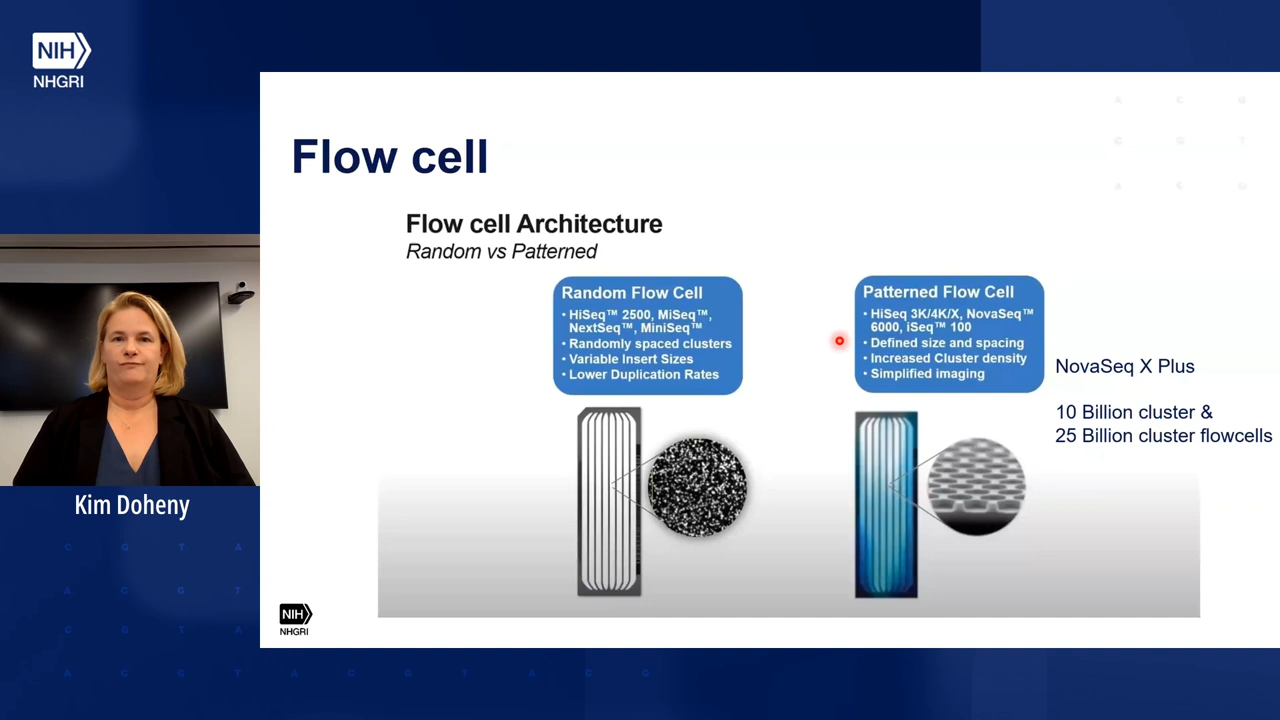 NIH
NHGRI
Flow cell
Flow cell Architecture
Random vs Patterned
Random Flow Cell
• HiSeq™ 2500, MiSeq™,
NextSeq™, MiniSeq™
• Randomly spaced clusters
• Variable Insert Sizes
• Lower Duplication Rates
Patterned Flow Cell
• HiSeq 3K/4K/X, NovaSeq™
6000, iSeq™ 100
• Defined size and spacing
• Increased Cluster density
• Simplified imaging
NovaSeq X Plus
10 Billion cluster &
25 Billion cluster flowcells
Kim Doheny
NIH
NHGRI
A C G
C G T
A C G
C G T A
A C G T
C G T A
A C G T A C G T A C G